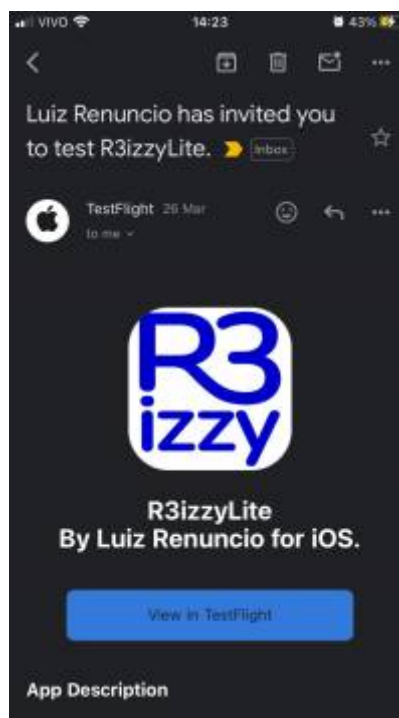 VIVO 14:23 43%
Luiz Renuncio has invited you
to test R3izzyLite. Inbox
TestFlight 26 Mar
to me
R3
izzy
R3izzyLite
By Luiz Renuncio for iOS.
View in TestFlight
App Description